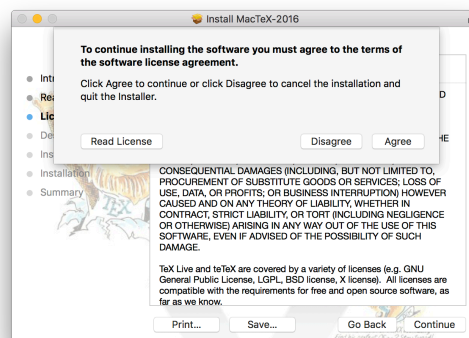 Install MacTeX-2016
To continue installing the software you must agree to the terms of
the software license agreement.
Click Agree to continue or click Disagree to cancel the installation and
quit the Installer.
Read License
Disagree
Agree
Installation
Summary
CONSEQUENTIAL DAMAGES (INCLUDING, BUT NOT LIMITED TO,
PROCUREMENT OF SUBSTITUTE GOODS OR SERVICES; LOSS OF
USE, DATA, OR PROFITS; OR BUSINESS INTERRUPTION) HOWEVER
CAUSED AND ON ANY THEORY OF LIABILITY, WHETHER IN
CONTRACT, STRICT LIABILITY, OR TORT (INCLUDING NEGLIGENCE
OR OTHERWISE) ARISING IN ANY WAY OUT OF THE USE OF THIS
SOFTWARE, EVEN IF ADVISED OF THE POSSIBILITY OF SUCH
DAMAGE.
TeX Live and teTeX are covered by a variety of licenses (e.g. GNU
General Public License, LGPL, BSD license, X license). All licenses are
compatible with the requirements for free and open source software, as
far as we know.
TEX
Print...
Save...
Go Back
Continue